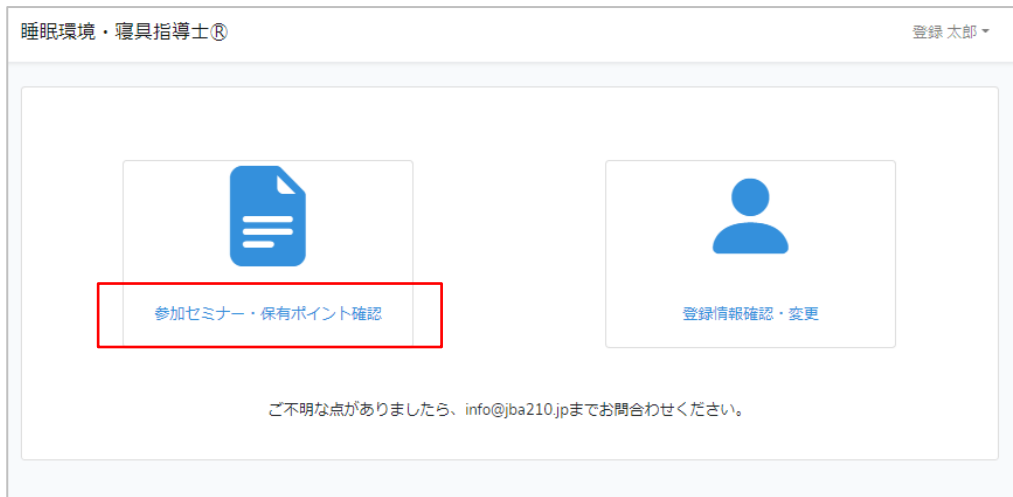 睡眠環境・寝具指導士®
登録 太郎
参加セミナー・保有ポイント確認
登録情報確認・変更
ご不明な点がありましたら、info@jba210.jpまでお問合わせください。